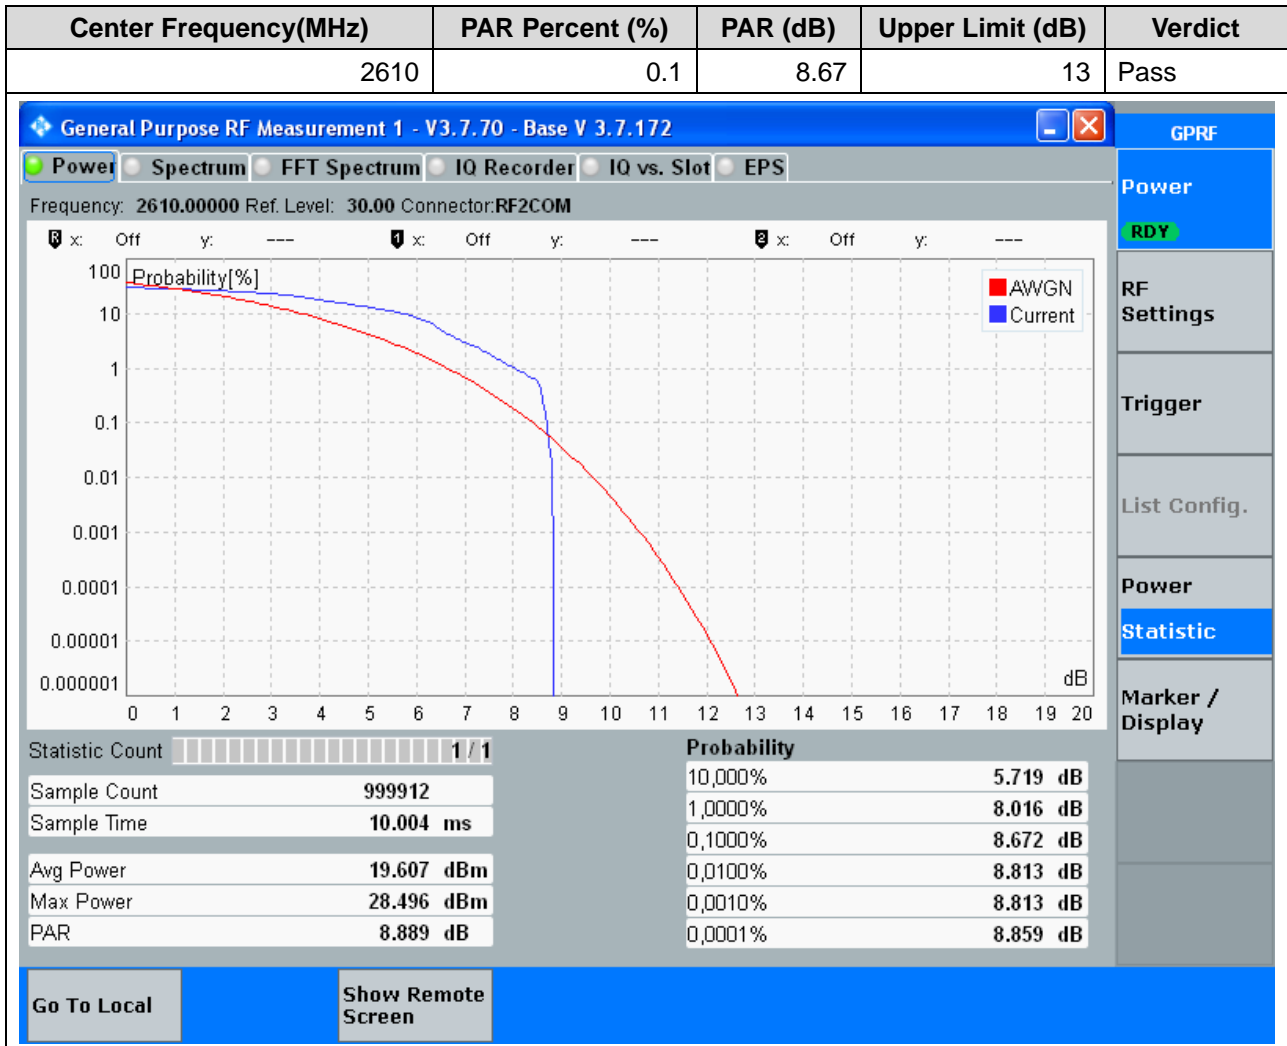 Center Frequency(MHz) PAR Percent (%) PAR (dB) Upper Limit (dB) Verdict
2610 0.1 8.67 13 Pass
General Purpose RF Measurement 1 - V3.7.70 - Base V 3.7.172
GPRF
Power Spectrum FFT Spectrum IQ Recorder IQ vs. Slot EPS
Frequency: 2610.00000 Ref. Level: 30.00 Connector:RF2COM
R x: Off y: --- 1 x: Off y: --- 2 x: Off y: ---
Probability[%]
AWGN
Current
100
10
1
0.1
0.01
0.001
0.0001
0.00001
0.000001
dB
0 1 2 3 4 5 6 7 8 9 10 11 12 13 14 15 16 17 18 19 20
Statistic Count 1 / 1
Sample Count 999912
Sample Time 10.004 ms
Avg Power 19.607 dBm
Max Power 28.496 dBm
PAR 8.889 dB
Probability
10,000% 5.719 dB
1,0000% 8.016 dB
0,1000% 8.672 dB
0,0100% 8.813 dB
0,0010% 8.813 dB
0,0001% 8.859 dB
Power
RDY
RF
Settings
Trigger
List Config.
Power
Statistic
Marker /
Display
Go To Local
Show Remote
Screen